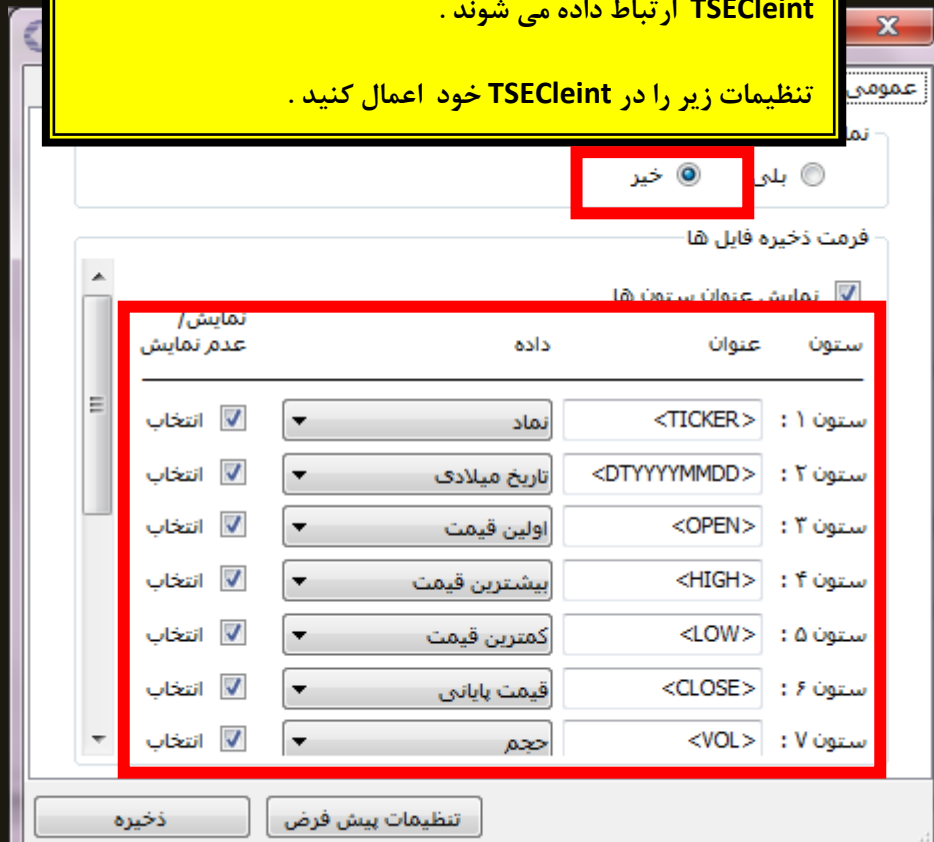 TSECleint ارتباط داده می شوند .
تنظیمات زیر را در TSECleint خود اعمال کنید .
عمومی
بلی خیر
فرمت ذخیره فایل ها
نمایش عنوان ستون ها
ستون عنوان داده نمایش/
عدم نمایش
ستون ۱ : <TICKER> نماد انتخاب
ستون ۲ : <DTYYYYMMDD> تاریخ میلادی انتخاب
ستون ۳ : <OPEN> اولین قیمت انتخاب
ستون ۴ : <HIGH> بیشترین قیمت انتخاب
ستون ۵ : <LOW> کمترین قیمت انتخاب
ستون ۶ : <CLOSE> قیمت پایانی انتخاب
ستون ۷ : <VOL> حجم انتخاب
تنظیمات پیش فرض ذخیره